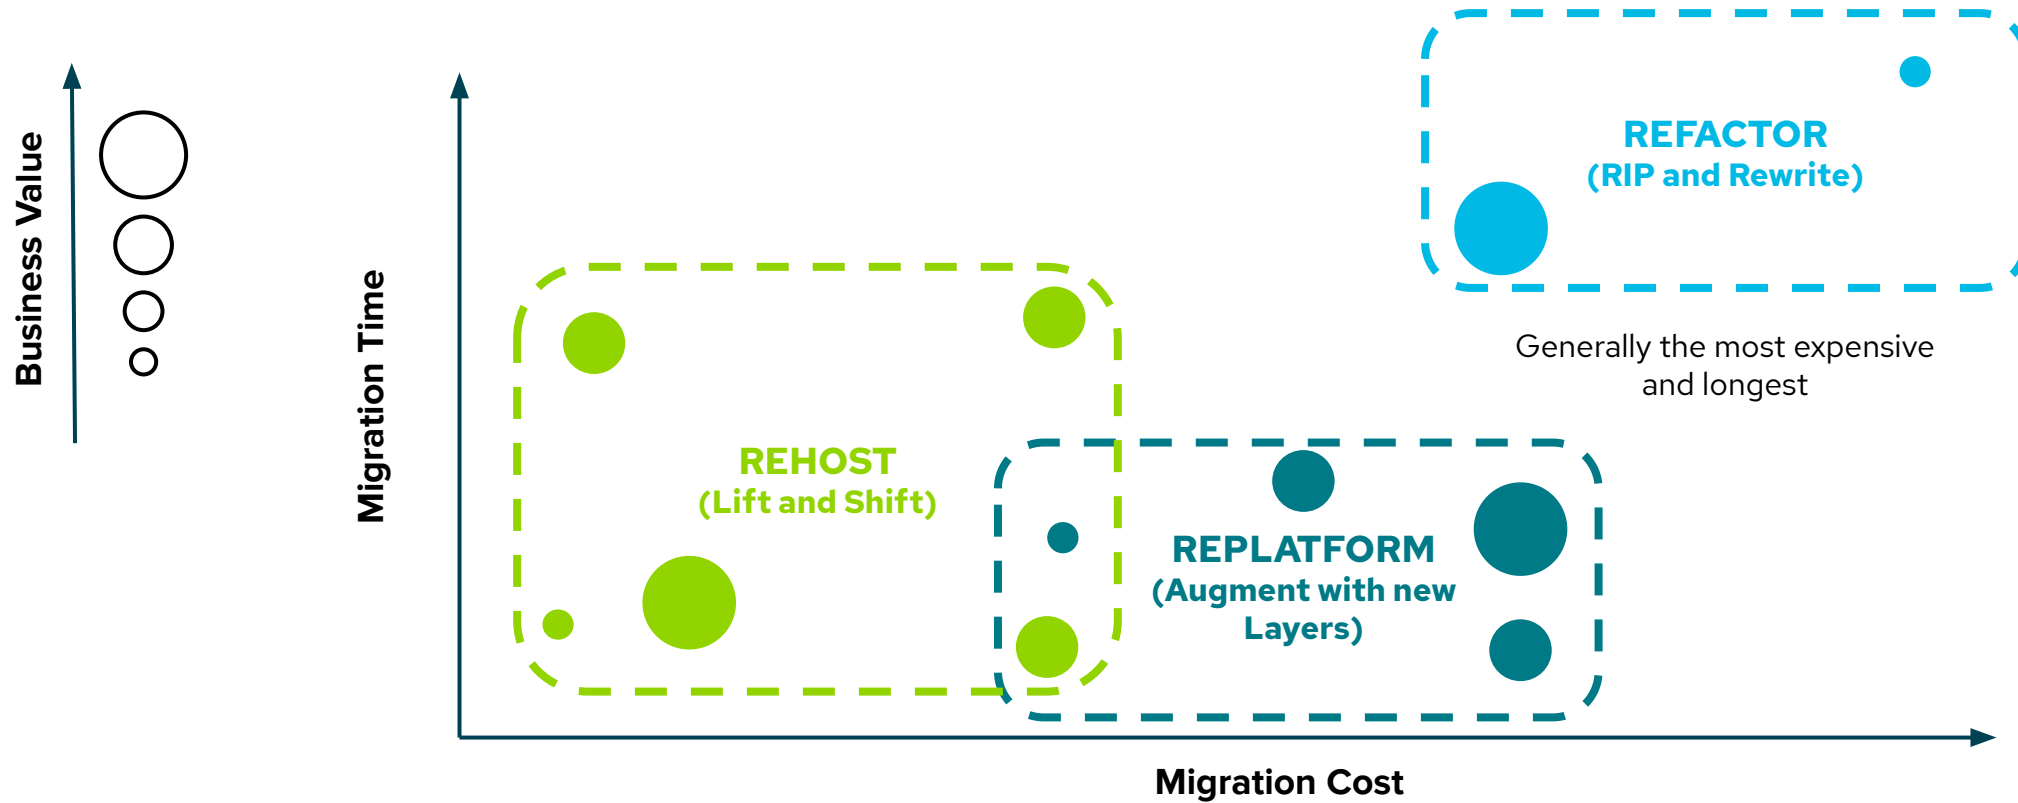 Business Value
Migration Time
REFACTOR
(RIP and Rewrite)
Generally the most expensive
and longest
REHOST
(Lift and Shift)
REPLATFORM
(Augment with new
Layers)
Migration Cost